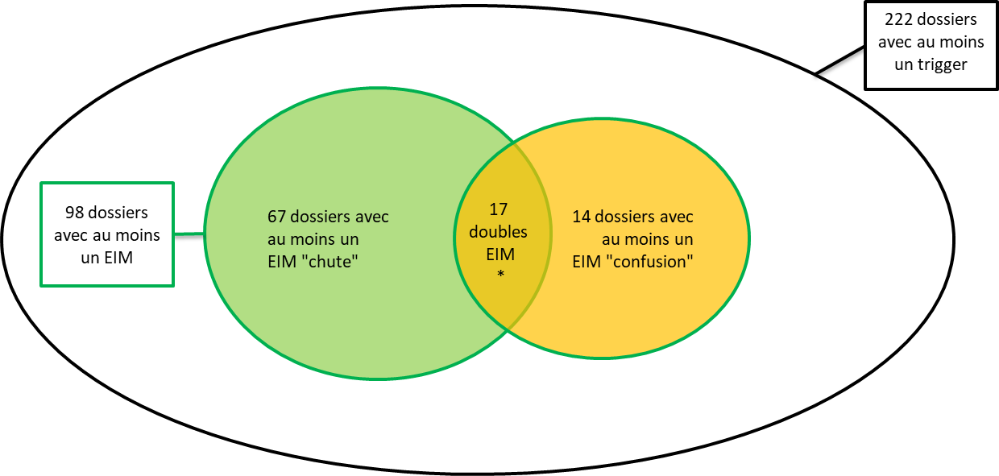 222 dossiers
avec au moins
un trigger
98 dossiers
avec au moins
un EIM
67 dossiers avec
au moins un
EIM "chute"
17
doubles
EIM
*
14 dossiers avec
au moins un
EIM "confusion"